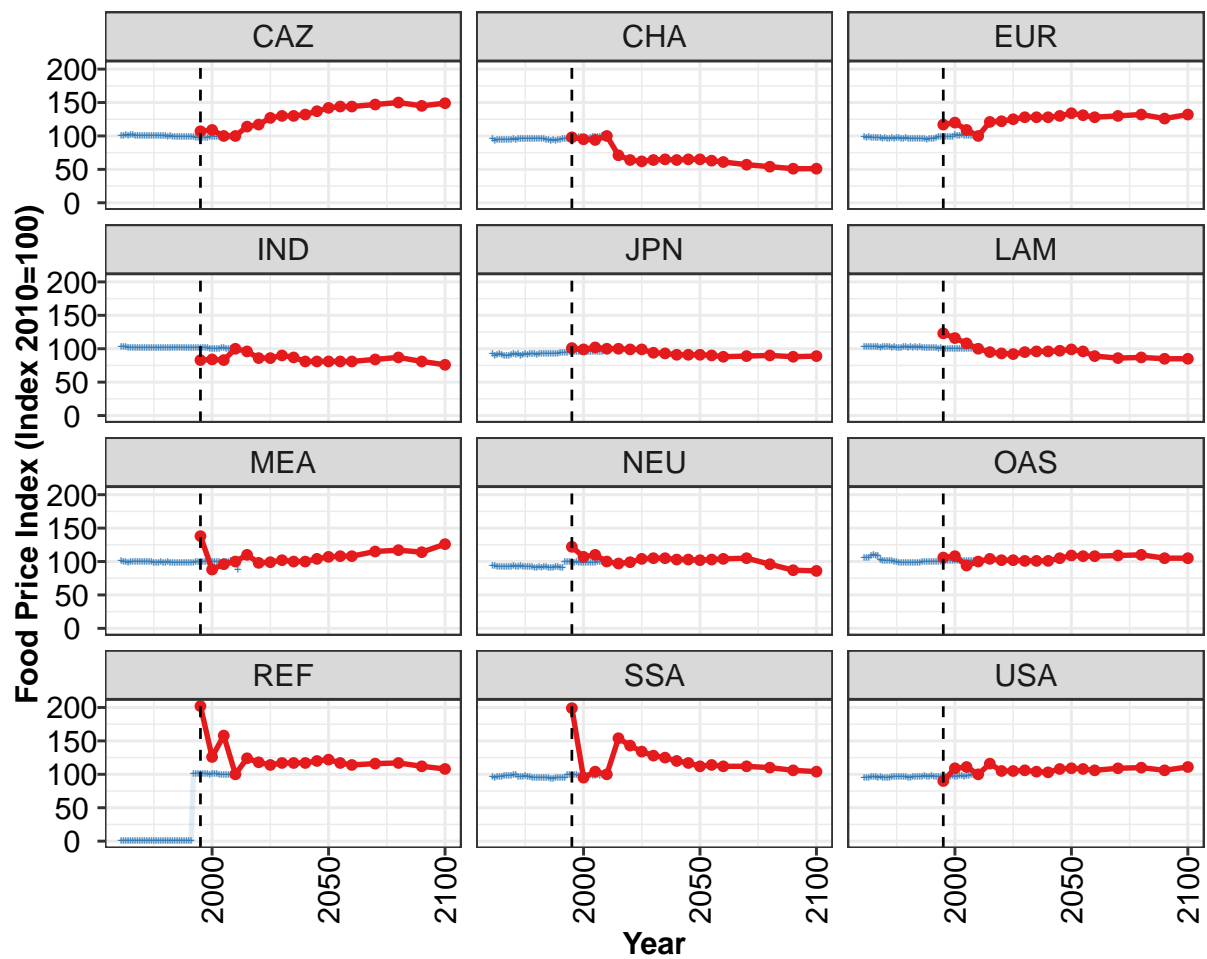 CAZ CHA EUR
200
150
100
50
0
IND JPN LAM
200
150
100
50
0
MEA NEU OAS
200
150
100
50
0
REF SSA USA
200
150
100
50
0
2000 2050 2100 2000 2050 2100 2000 2050 2100
Year
Food Price Index (Index 2010=100)